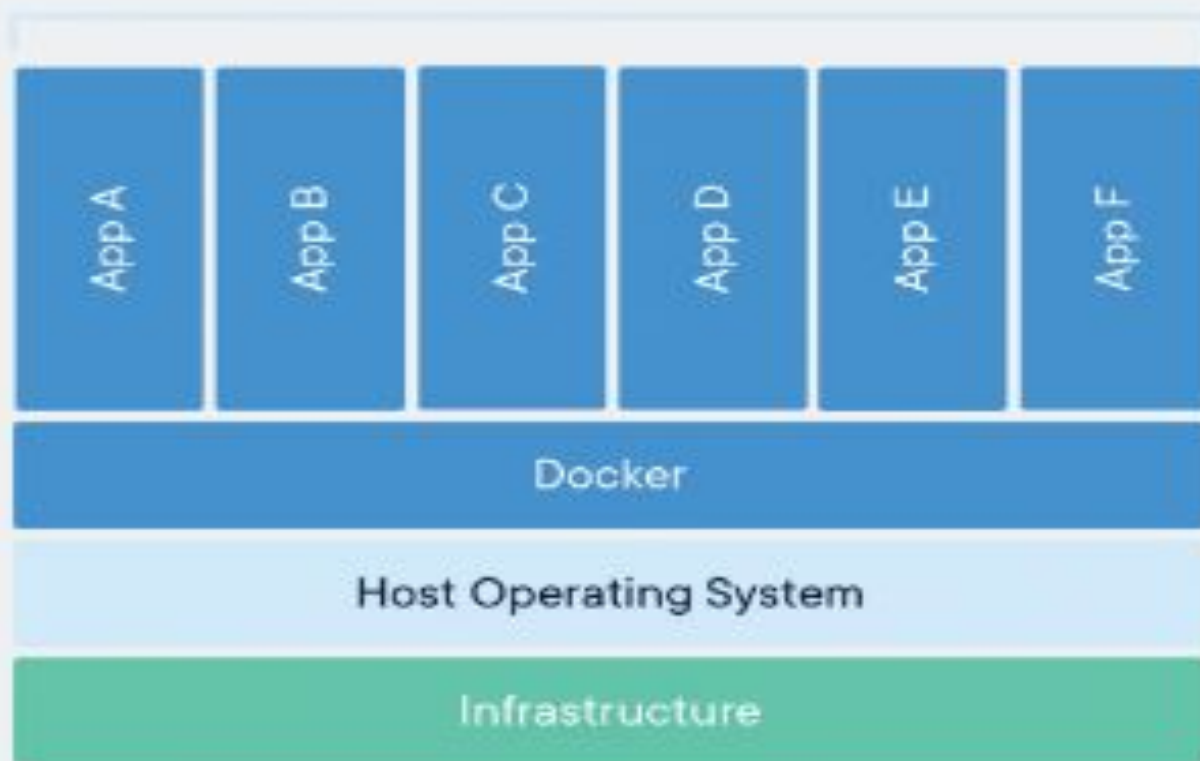 App A
App B
App C
App D
App E
App F
Docker
Host Operating System
Infrastructure